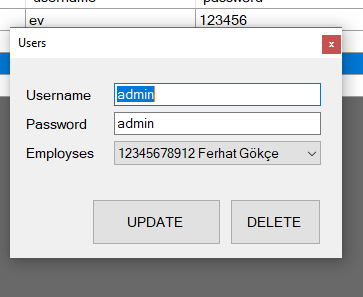 username password
ev 123456
Users x
Username admin
Password admin
Employses 12345678912 Ferhat Gökçe
UPDATE DELETE